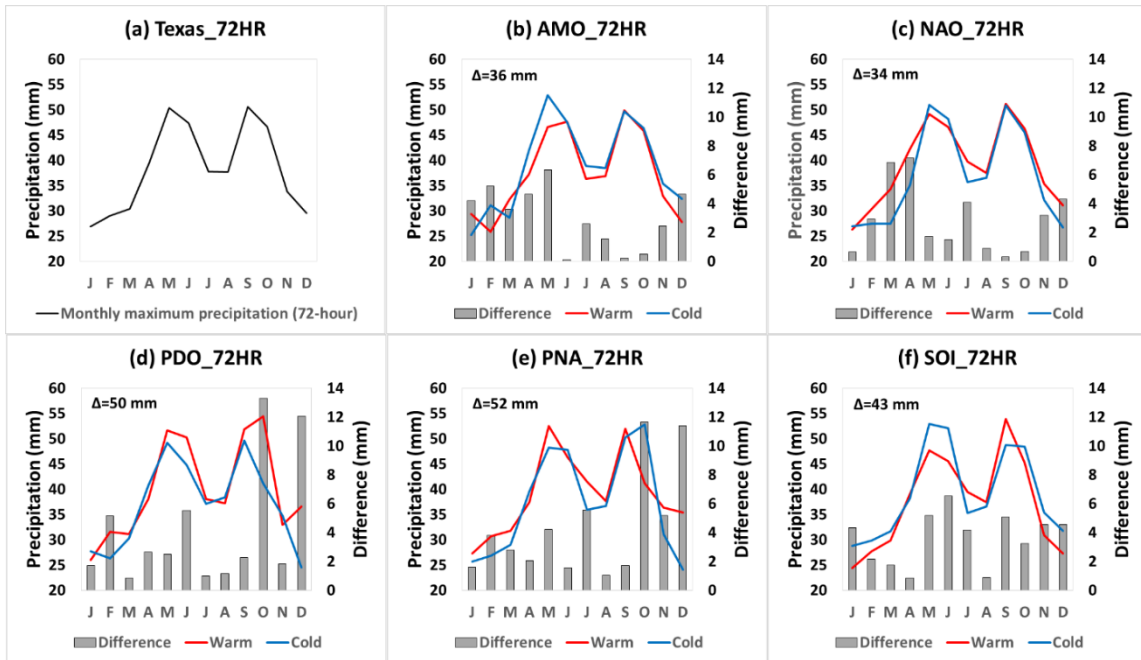 (a) Texas_72HR
Precipitation (mm)
60
55
50
45
40
35
30
25
20
J F M A M J J A S O N D
Monthly maximum precipitation (72-hour)
(b) AMO_72HR
Δ=36 mm
Precipitation (mm)
60
55
50
45
40
35
30
25
20
14
12
10
8
6
4
2
0
Difference (mm)
J F M A M J J A S O N D
Difference Warm Cold
(c) NAO_72HR
Δ=34 mm
Precipitation (mm)
60
55
50
45
40
35
30
25
20
14
12
10
8
6
4
2
0
Difference (mm)
J F M A M J J A S O N D
Difference Warm Cold
(d) PDO_72HR
Δ=50 mm
Precipitation (mm)
60
55
50
45
40
35
30
25
20
14
12
10
8
6
4
2
0
Difference (mm)
J F M A M J J A S O N D
Difference Warm Cold
(e) PNA_72HR
Δ=52 mm
Precipitation (mm)
60
55
50
45
40
35
30
25
20
14
12
10
8
6
4
2
0
Difference (mm)
J F M A M J J A S O N D
Difference Warm Cold
(f) SOI_72HR
Δ=43 mm
Precipitation (mm)
60
55
50
45
40
35
30
25
20
14
12
10
8
6
4
2
0
Difference (mm)
J F M A M J J A S O N D
Difference Warm Cold